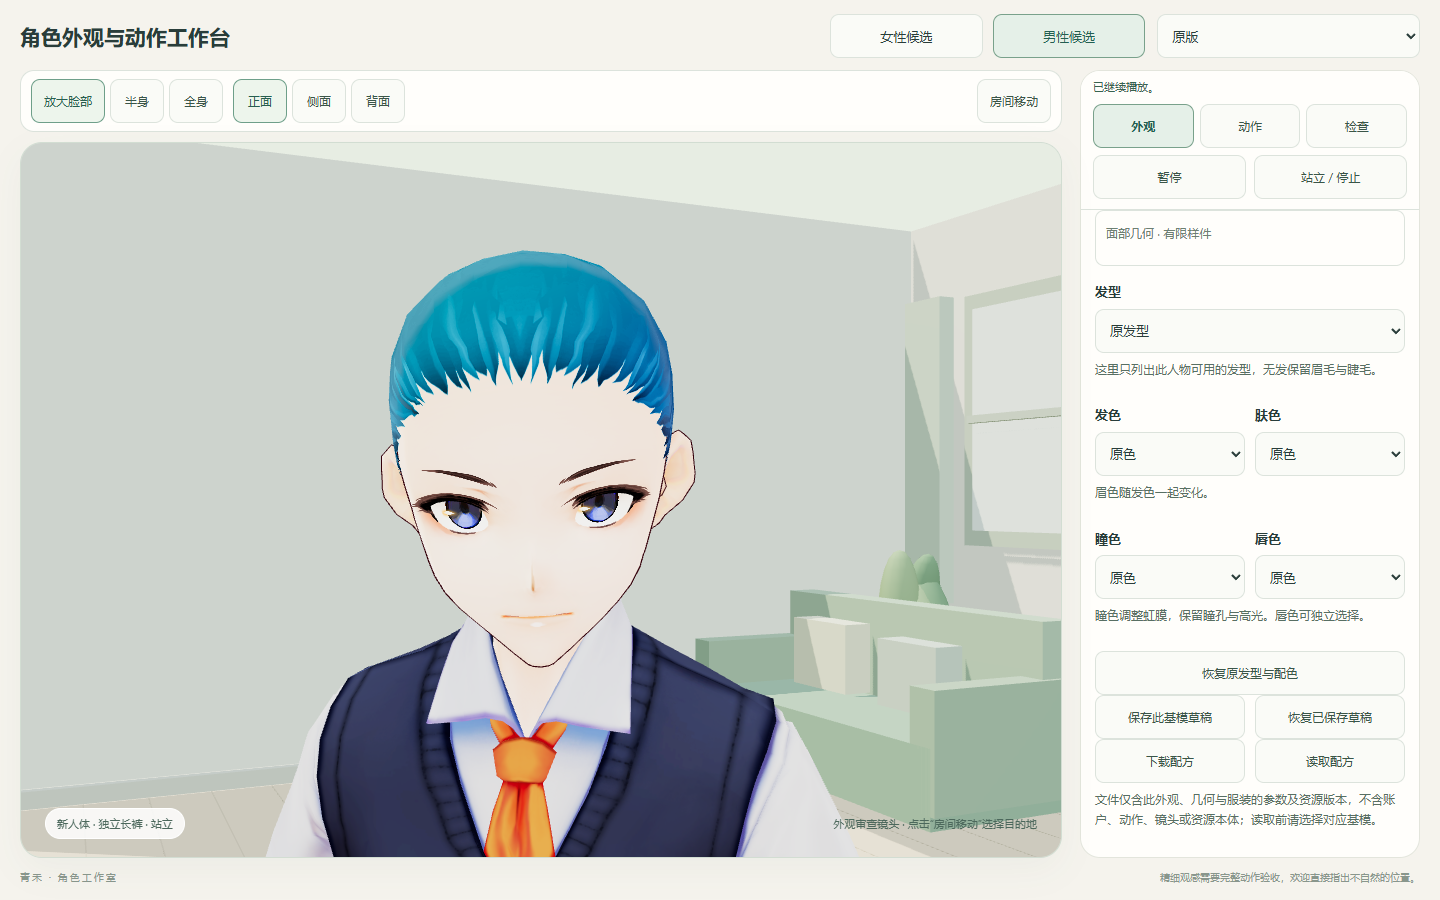 角色外观与动作工作台
女性候选
男性候选
原版
放大脸部
半身
全身
正面
侧面
背面
房间移动
已继续播放。
外观
动作
检查
暂停
站立 / 停止
面部几何 · 有限样件
发型
原发型
这里只列出此人物可用的发型，无发保留眉毛与睫毛。
发色
肤色
原色
原色
眉色随发色一起变化。
瞳色
唇色
原色
原色
瞳色调整虹膜，保留瞳孔与高光。唇色可独立选择。
恢复原发型与配色
保存此基模草稿
恢复已保存草稿
下载配方
读取配方
文件仅含此外观、几何与服装的参数及资源版本，不含账
户、动作、镜头或资源本体；读取前请选择对应基模。
新人体 · 独立长裤 · 站立
外观审查镜头 · 点击“房间移动”选择目的地
青禾 · 角色工作室
精细观感需要完整动作验收，欢迎直接指出不自然的位置。